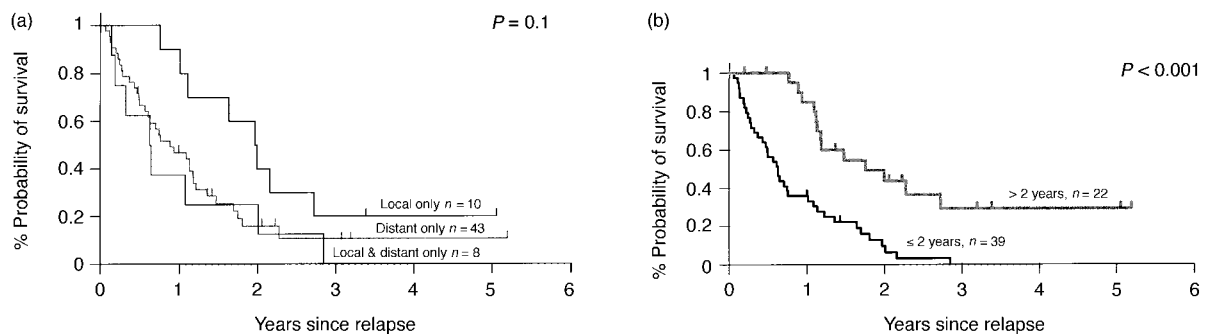 (a)
P = 0.1
% Probability of survival
1
0.8
0.6
0.4
0.2
0
Local only n = 10
Distant only n = 43
Local & distant only n = 8
0 1 2 3 4 5 6
Years since relapse
(b)
P < 0.001
% Probability of survival
1
0.8
0.6
0.4
0.2
0
> 2 years, n = 22
≤ 2 years, n = 39
0 1 2 3 4 5 6
Years since relapse